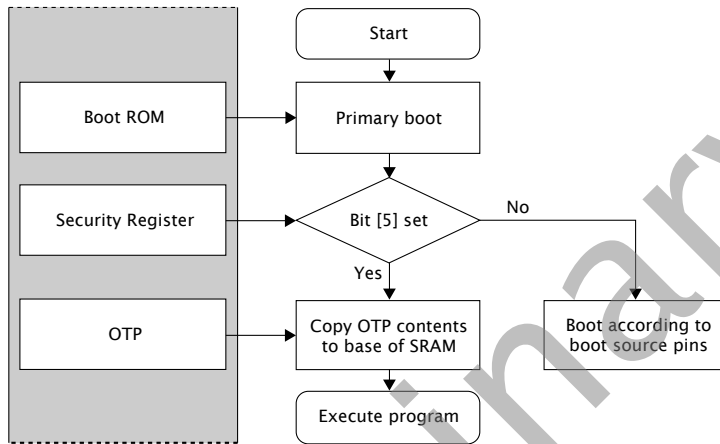 Start
Boot ROM
Primary boot
Security Register
Bit [5] set
No
Yes
OTP
Copy OTP contents
to base of SRAM
Boot according to
boot source pins
Execute program